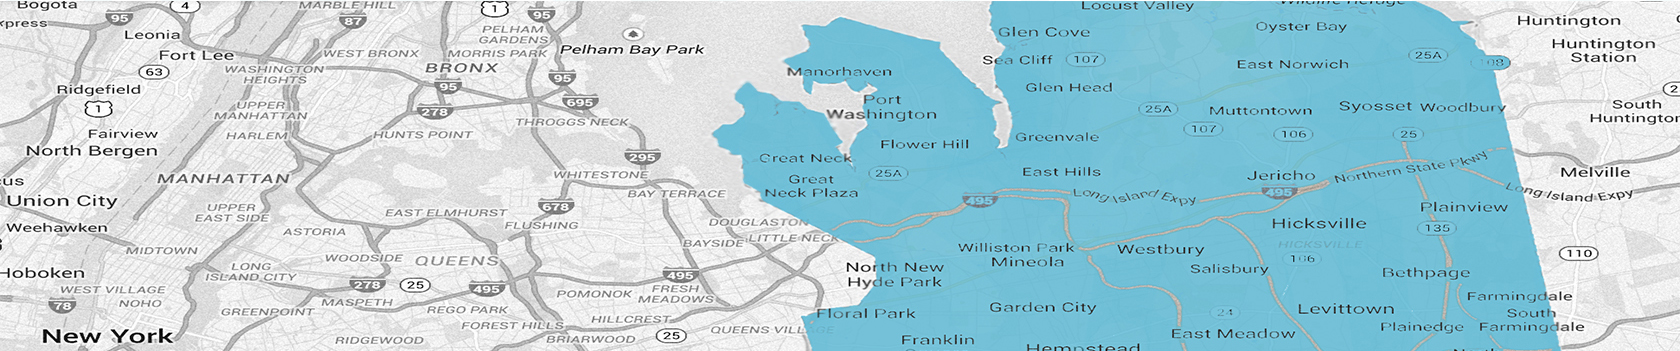 Bogota
xpress
95
4
Leonia
Fort Lee
63
Ridgefield
1
Fairview
North Bergen
cus
Union City
Weehawken
Hoboken
WEST VILLAGE
NOHO
78
New York
MARBLE HILL
87
WEST BRONX
WASHINGTON
HEIGHTS
UPPER
MANHATTAN
HARLEM
MANHATTAN
UPPER
EAST SIDE
MIDTOWN
1
95
PELHAM
GARDENS
MORRIS PARK
BRONX
95
95
278
695
HUNTS POINT
THROGGS NECK
Pelham Bay Park
295
WHITESTONE
BAY TERRACE
678
FLUSHING
EAST ELMHURST
ASTORIA
WOODSIDE
QUEENS
LONG
ISLAND CITY
278
25
495
MASPETH
GREENPOINT
REGO PARK
FOREST HILLS
RIDGEWOOD
DOUGLASTON
BAYSIDE
LITTLE NECK
495
POMONOK
FRESH
MEADOWS
HILLCREST
BRIARWOOD
25
QUEENS VILLAGE
Manorhaven
Port
Washington
Flower Hill
Great Neck
25A
Great
Neck Plaza
North New
Hyde Park
Floral Park
Franklin
Locust Valley
Glen Cove
Sea Cliff
107
Glen Head
Greenvale
East Hills
495
Long Island Expy
Williston Park
Mineola
Garden City
Hempstead
Wildlife Refuge
Oyster Bay
East Norwich
25A
108
25A
Muttontown
107
106
Syosset
Woodbury
25
Jericho
495
Northern State Pkwy
Long Island Expy
Westbury
Salisbury
Hicksville
HICKSVILLE
106
Plainview
135
Bethpage
24
East Meadow
Levittown
Plainedge
Farmingdale
South
Farmingdale
Huntington
Huntington
Station
South
Huntington
Melville
110